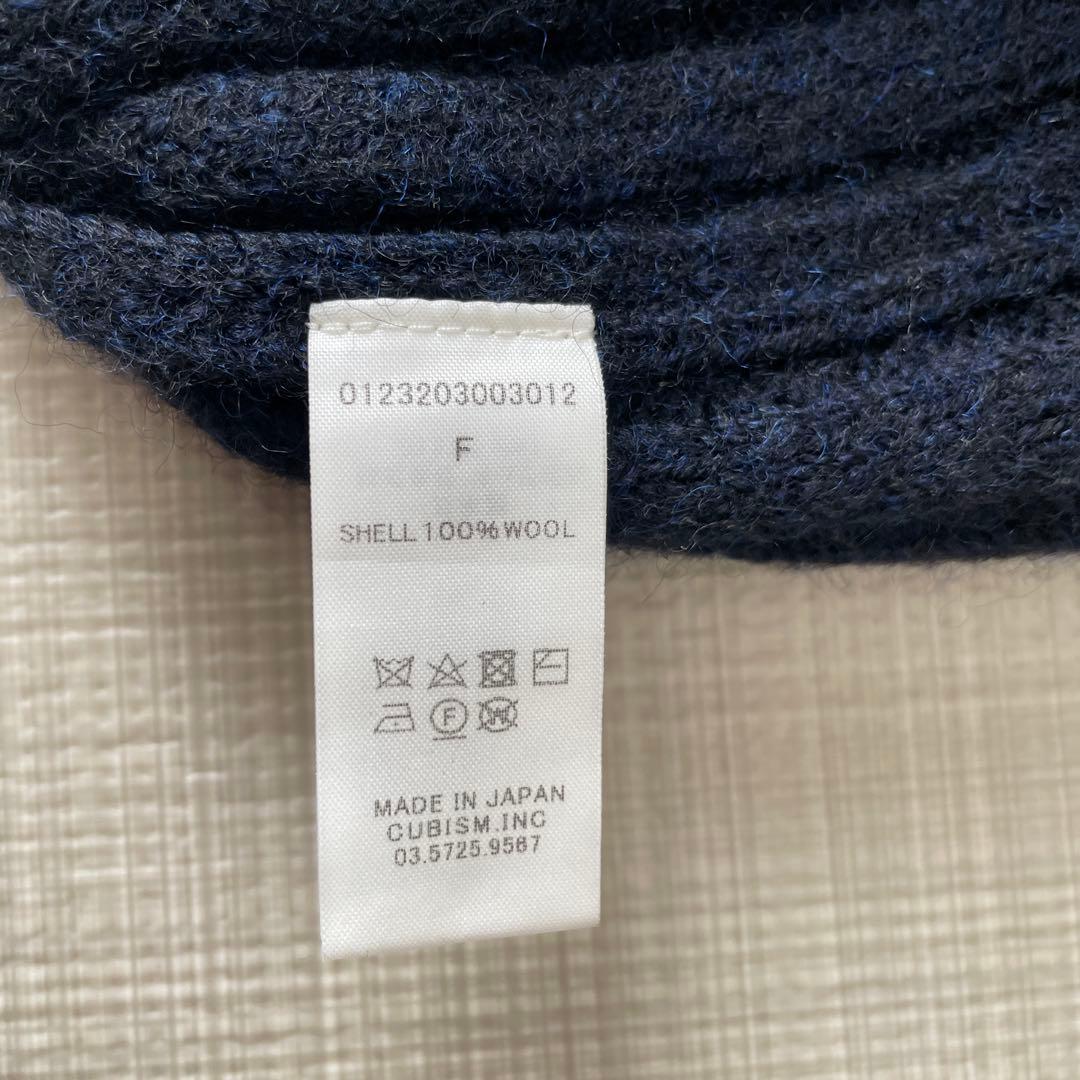 0123203003012
F
SHELL 100% WOOL
F
W
MADE IN JAPAN
CUBISM.INC
03.5725.9587